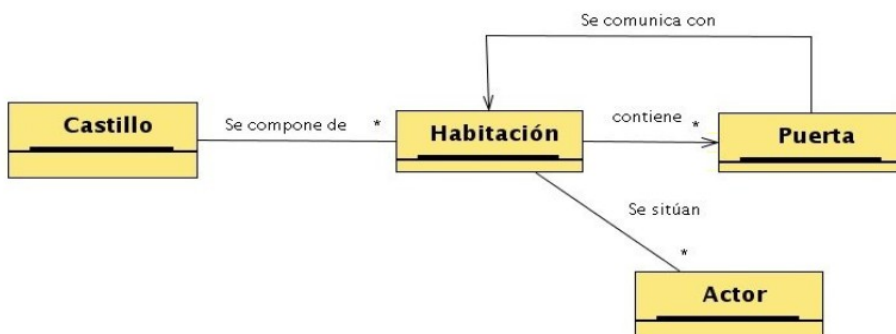 Se comunica con
Castillo
Se compone de
*
Habitación
contiene
*
Puerta
Se sitúan
*
Actor